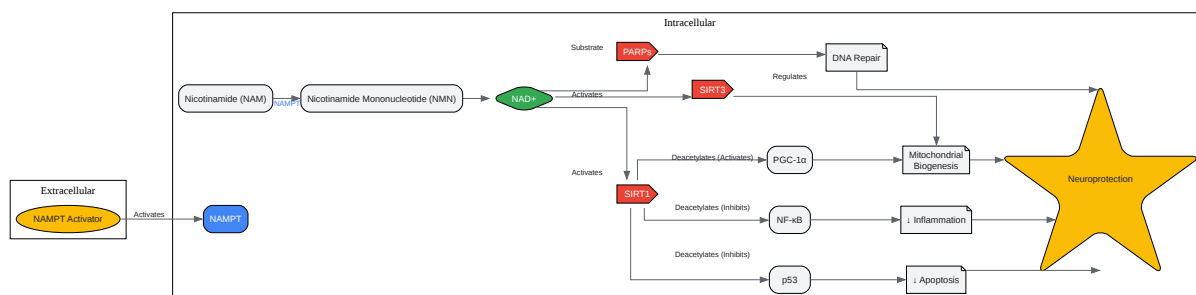 Intracellular
Substrate
PARPs
DNA Repair
Regulates
Nicotinamide (NAM)
NAMPT
Nicotinamide Mononucleotide (NMN)
NAD+
Activates
SIRT3
Deacetylates (Activates)
PGC-1α
Mitochondrial
Biogenesis
Neuroprotection
Activates
SIRT1
Extracellular
NAMPT Activator
Activates
NAMPT
Deacetylates (Inhibits)
NF-κB
↓ Inflammation
Deacetylates (Inhibits)
p53
↓ Apoptosis